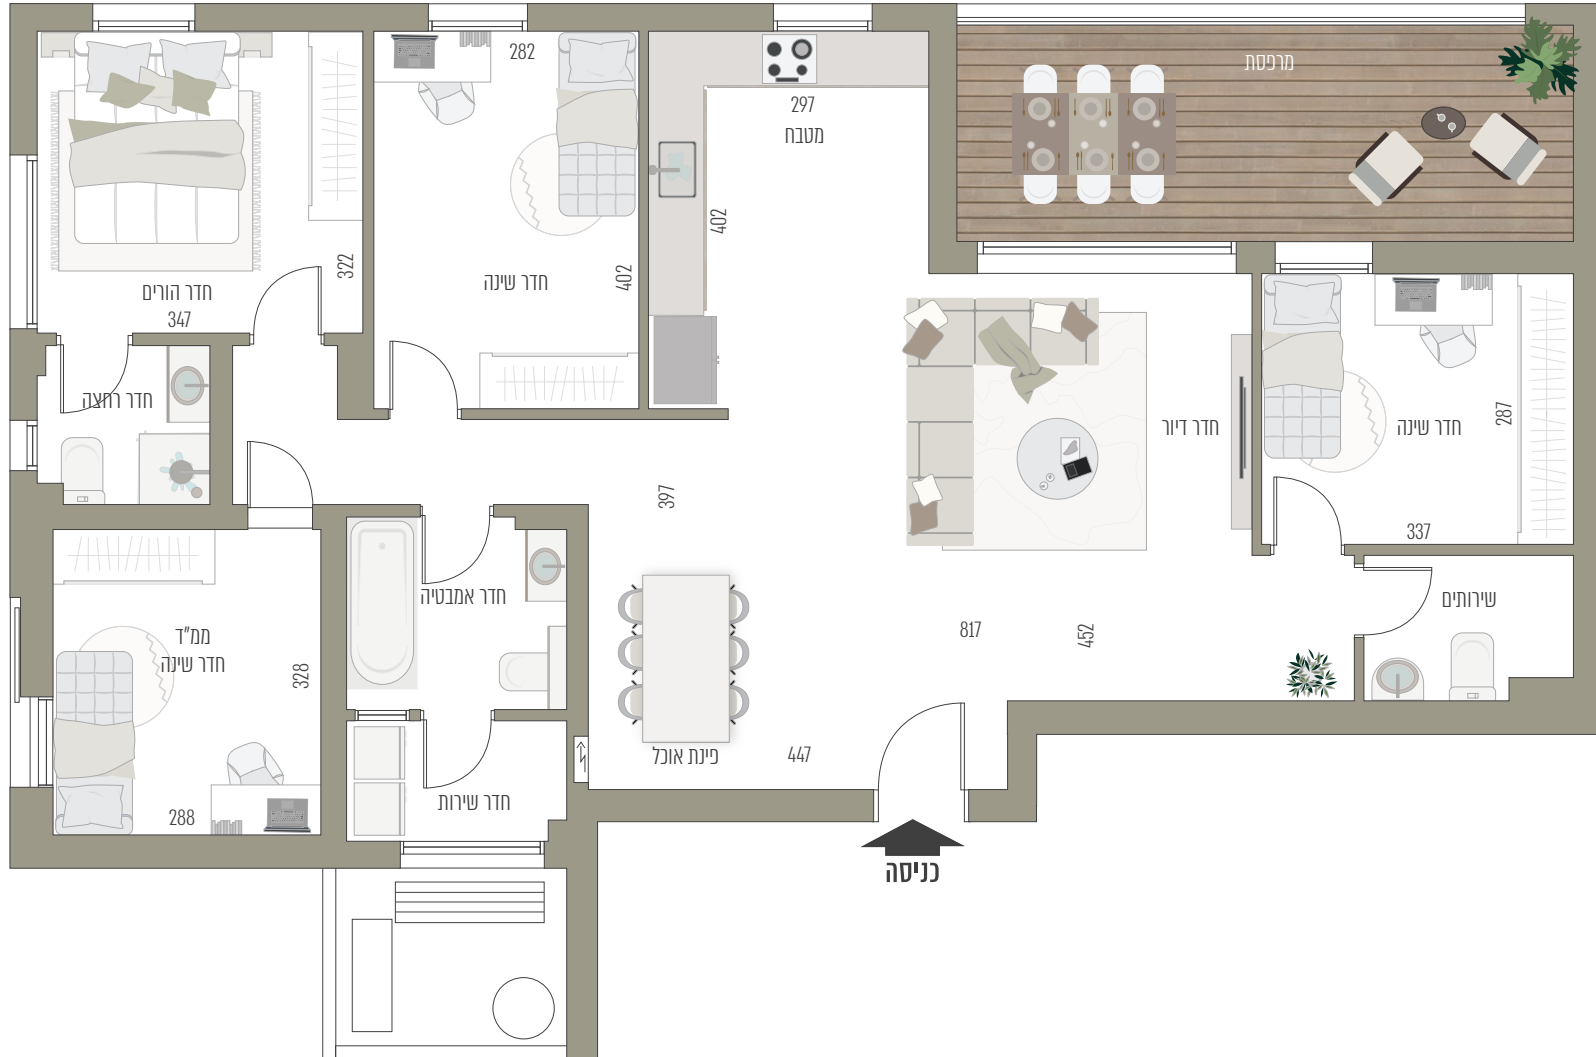 מרפסת
282
297
מטבח
402
402
חדר שינה
322
חדר הורים
347
חדר רחצה
חדר דיור
חדר שינה
287
337
397
שירותים
חדר אמבטיה
817
452
ממ"ד
חדר שינה
328
288
פינת אוכל
447
חדר שירות
כניסה